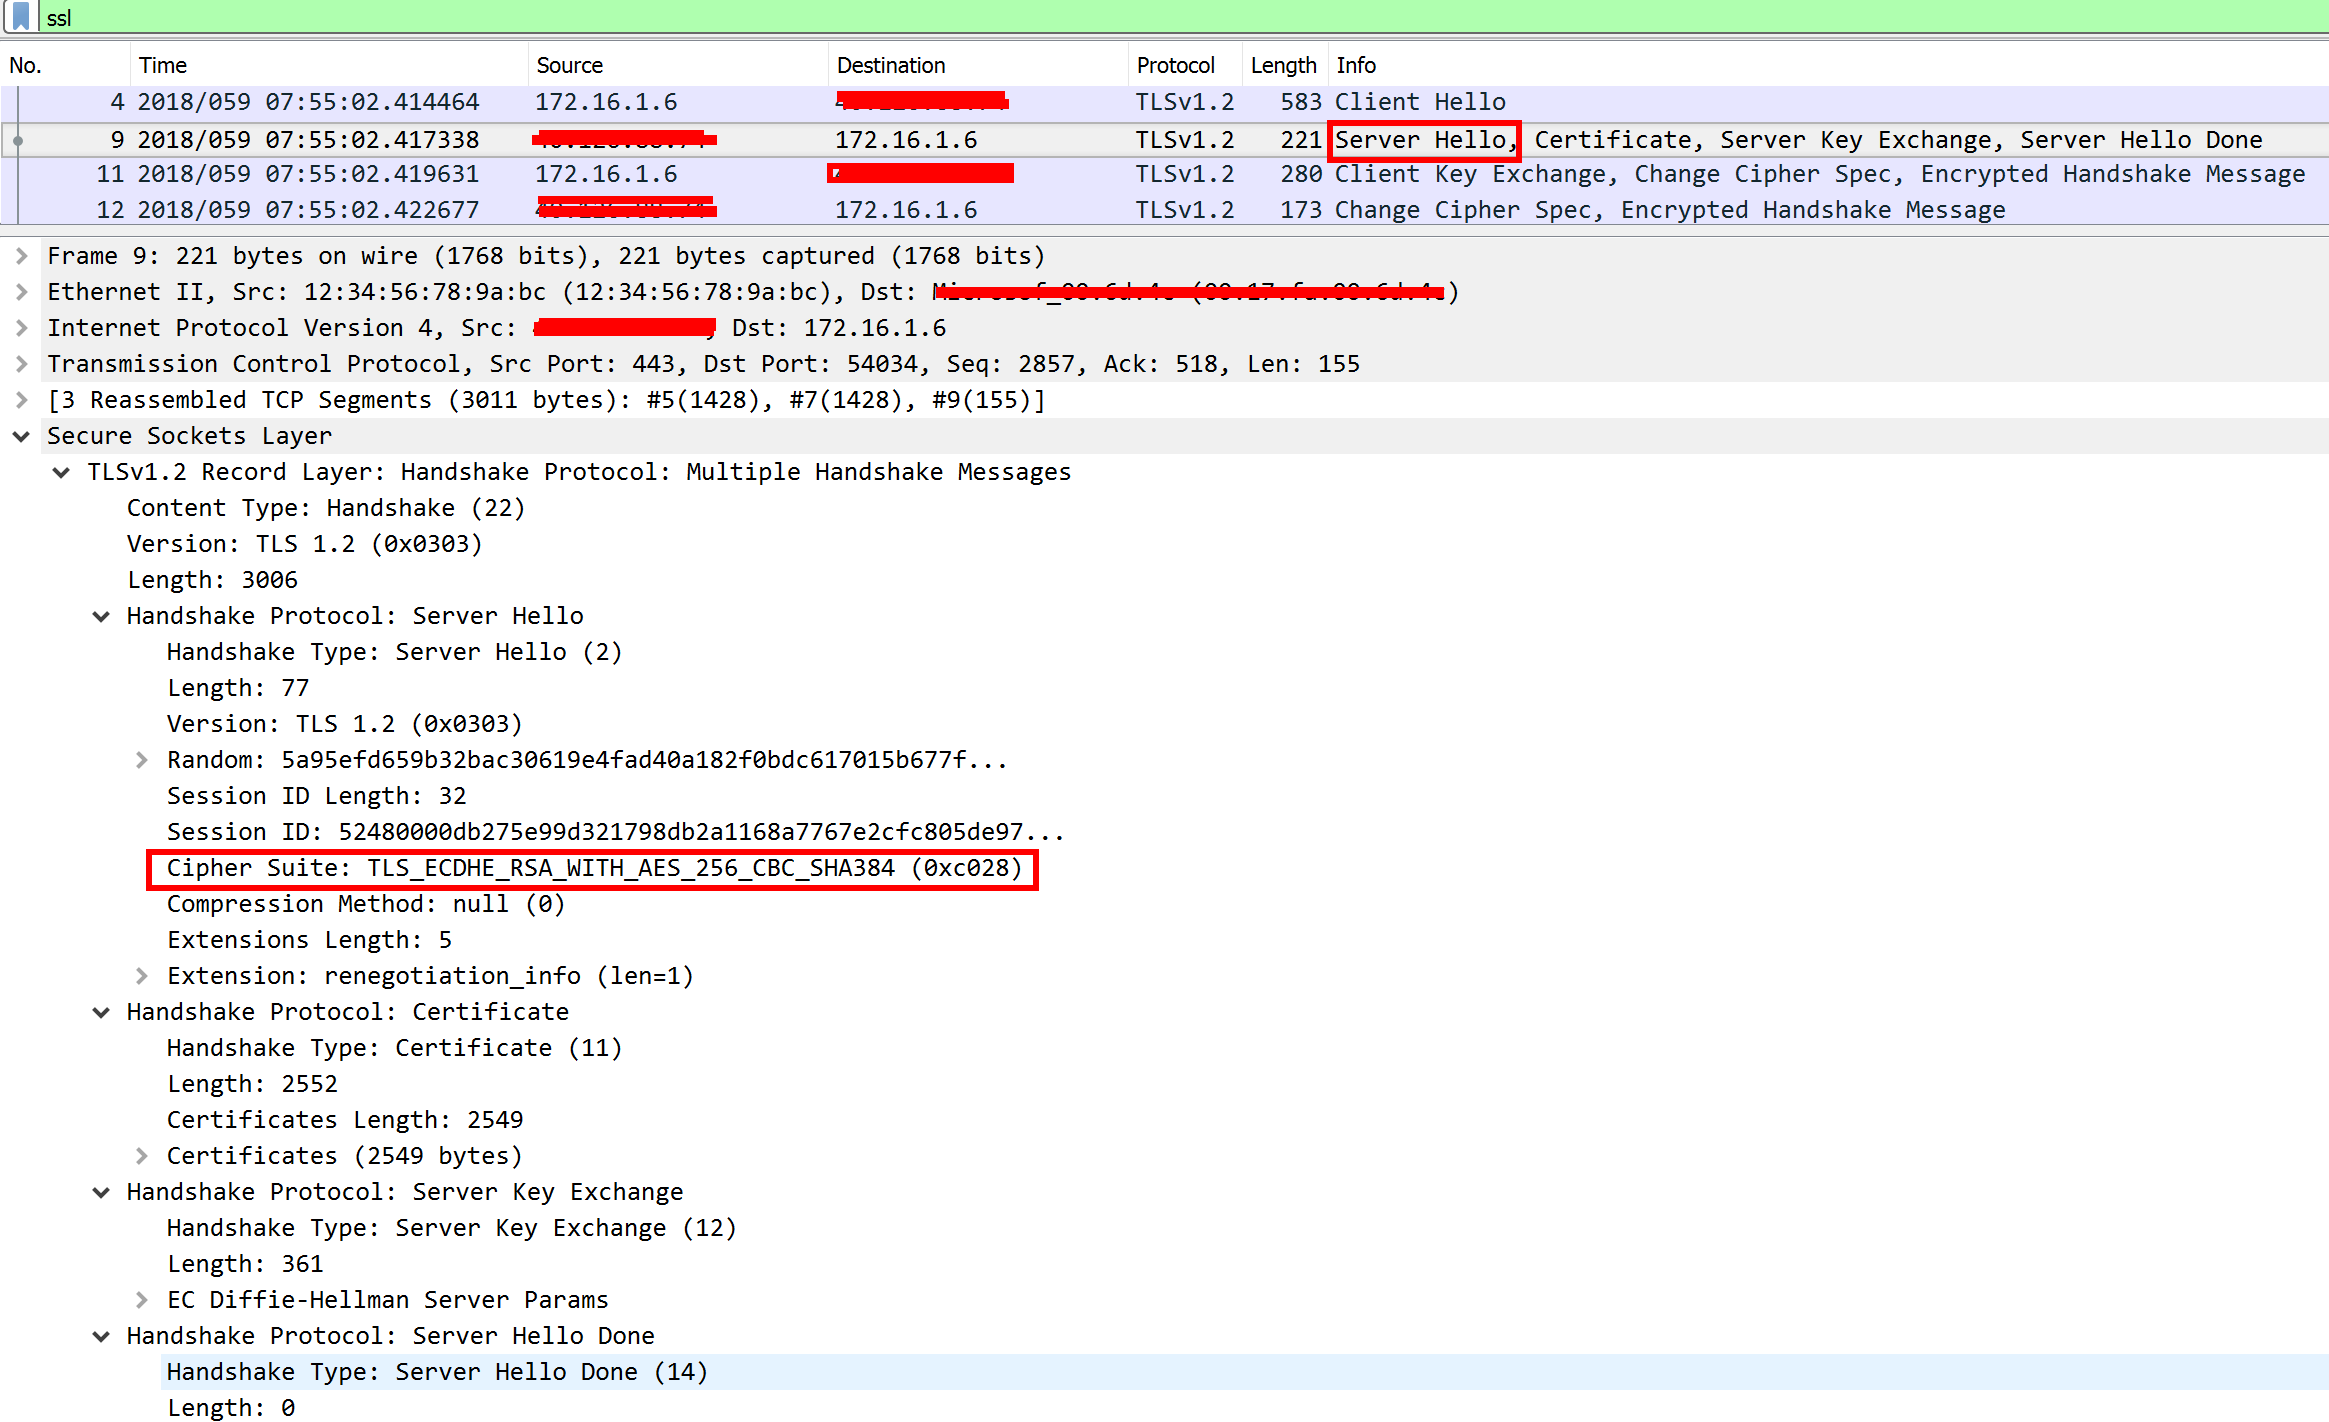 ssl
No. Time Source Destination Protocol Length Info
4 2018/059 07:55:02.414464 172.16.1.6 TLSv1.2 583 Client Hello
9 2018/059 07:55:02.417338 172.16.1.6 TLSv1.2 221 Server Hello, Certificate, Server Key Exchange, Server Hello Done
11 2018/059 07:55:02.419631 172.16.1.6 TLSv1.2 280 Client Key Exchange, Change Cipher Spec, Encrypted Handshake Message
12 2018/059 07:55:02.422677 172.16.1.6 TLSv1.2 173 Change Cipher Spec, Encrypted Handshake Message
Frame 9: 221 bytes on wire (1768 bits), 221 bytes captured (1768 bits)
Ethernet II, Src: 12:34:56:78:9a:bc (12:34:56:78:9a:bc), Dst: )
Internet Protocol Version 4, Src: Dst: 172.16.1.6
Transmission Control Protocol, Src Port: 443, Dst Port: 54034, Seq: 2857, Ack: 518, Len: 155
[3 Reassembled TCP Segments (3011 bytes): #5(1428), #7(1428), #9(155)]
Secure Sockets Layer
TLSv1.2 Record Layer: Handshake Protocol: Multiple Handshake Messages
Content Type: Handshake (22)
Version: TLS 1.2 (0x0303)
Length: 3006
Handshake Protocol: Server Hello
Handshake Type: Server Hello (2)
Length: 77
Version: TLS 1.2 (0x0303)
Random: 5a95efd659b32bac30619e4fad40a182f0bdc617015b677f...
Session ID Length: 32
Session ID: 52480000db275e99d321798db2a1168a7767e2cfc805de97...
Cipher Suite: TLS_ECDHE_RSA_WITH_AES_256_CBC_SHA384 (0xc028)
Compression Method: null (0)
Extensions Length: 5
Extension: renegotiation_info (len=1)
Handshake Protocol: Certificate
Handshake Type: Certificate (11)
Length: 2552
Certificates Length: 2549
Certificates (2549 bytes)
Handshake Protocol: Server Key Exchange
Handshake Type: Server Key Exchange (12)
Length: 361
EC Diffie-Hellman Server Params
Handshake Protocol: Server Hello Done
Handshake Type: Server Hello Done (14)
Length: 0